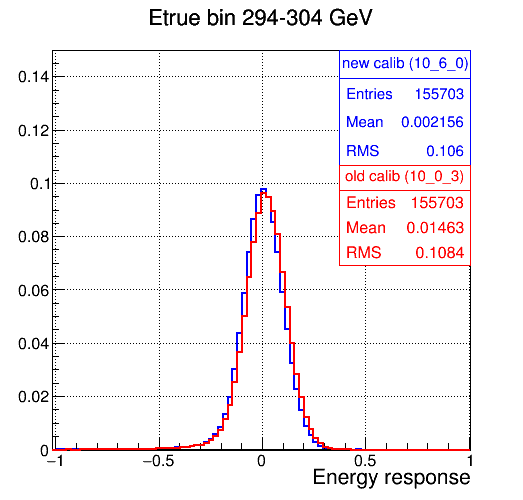 Etrue bin 294-304 GeV
new calib (10_6_0)
Entries 155703
Mean 0.002156
RMS 0.106
old calib (10_0_3)
Entries 155703
Mean 0.01463
RMS 0.1084
0.14
0.12
0.1
0.08
0.06
0.04
0.02
0
−1 −0.5 0 0.5 1
Energy response